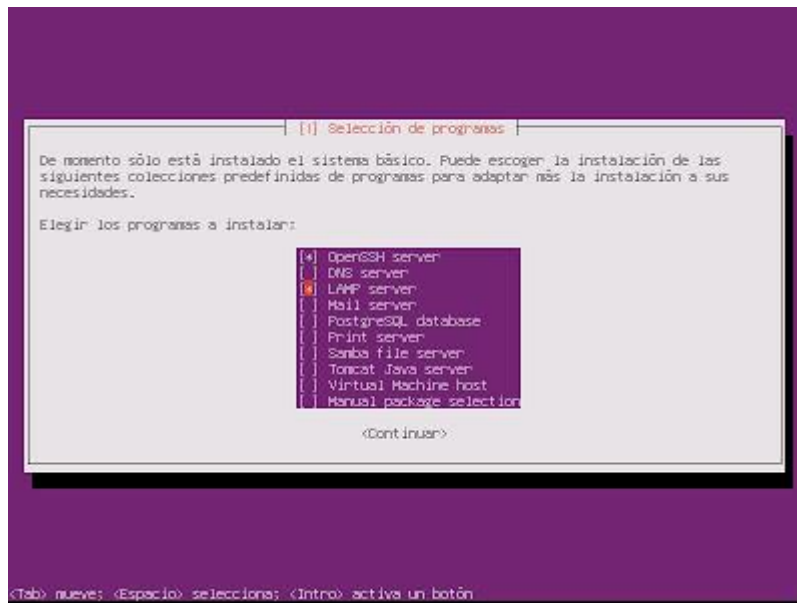 [!] Selección de programas
De momento sólo está instalado el sistema básico. Puede escoger la instalación de las
siguientes colecciones predefinidas de programas para adaptar más la instalación a sus
necesidades.
Elegir los programas a instalar:
[*] OpenSSH server
[ ] DNS server
[*] LAMP server
[ ] Mail server
[ ] PostgreSQL database
[ ] Print server
[ ] Samba file server
[ ] Tomcat Java server
[ ] Virtual Machine host
[ ] Manual package selection
<Continuar>
<Tab> mueve; <Espacio> selecciona; <Intro> activa un botón